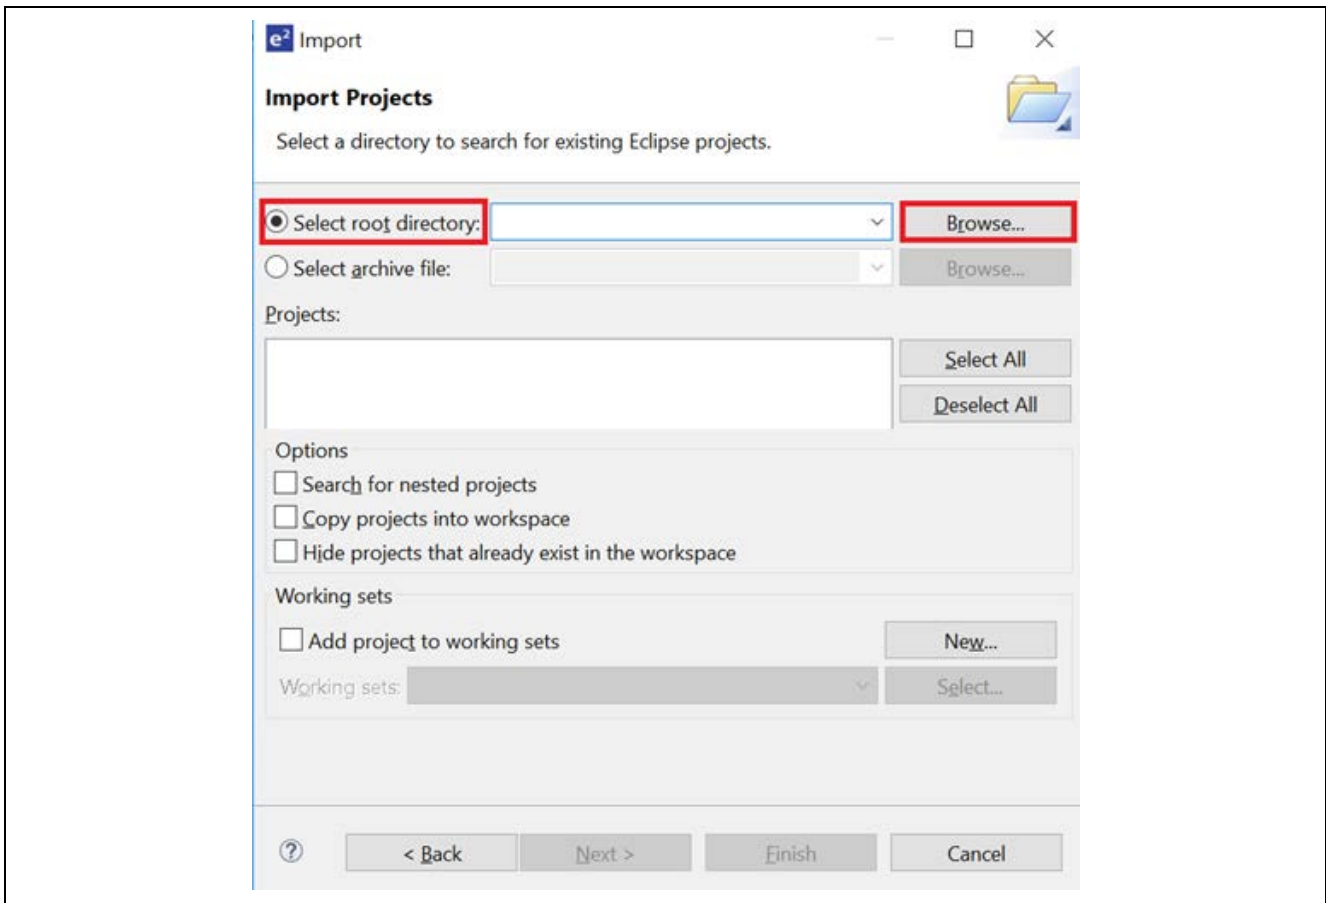 e² Import
Import Projects
Select a directory to search for existing Eclipse projects.
Select root directory: Browse...
Select archive file: Browse...
Projects:
Select All
Deselect All
Options
Search for nested projects
Copy projects into workspace
Hide projects that already exist in the workspace
Working sets
Add project to working sets New...
Working sets: Select...
? < Back Next > Finish Cancel